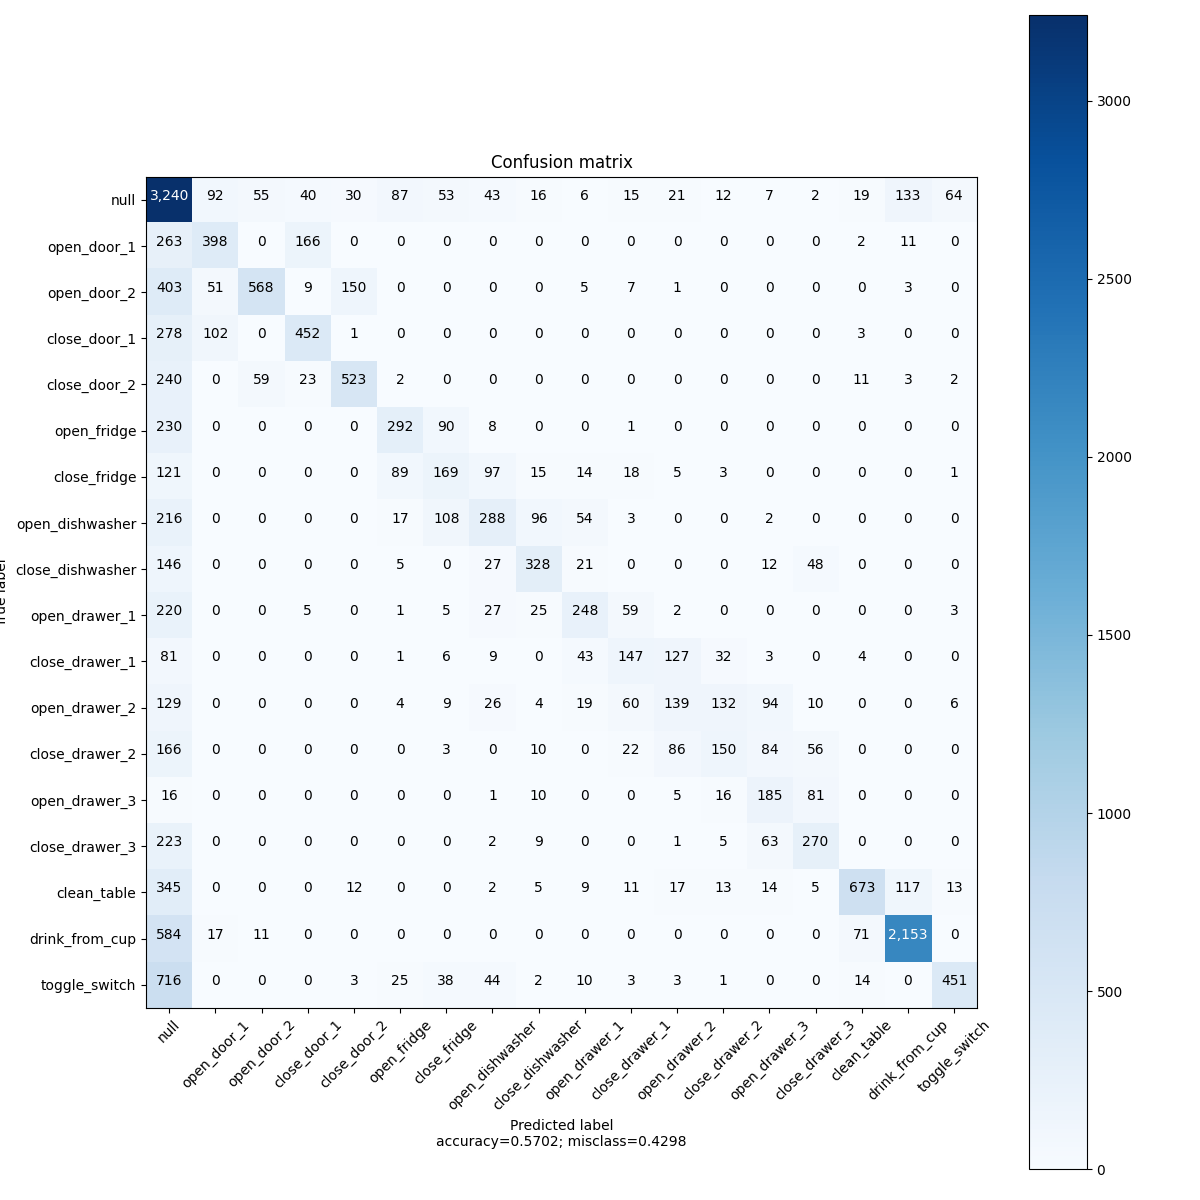 Confusion matrix
null 3,240 92 55 40 30 87 53 43 16 6 15 21 12 7 2 19 133 64
open_door_1 263 398 0 166 0 0 0 0 0 0 0 0 0 0 0 2 11 0
open_door_2 403 51 568 9 150 0 0 0 0 5 7 1 0 0 0 0 3 0
close_door_1 278 102 0 452 1 0 0 0 0 0 0 0 0 0 0 3 0 0
close_door_2 240 0 59 23 523 2 0 0 0 0 0 0 0 0 0 11 3 2
open_fridge 230 0 0 0 0 292 90 8 0 0 1 0 0 0 0 0 0 0
close_fridge 121 0 0 0 0 89 169 97 15 14 18 5 3 0 0 0 0 1
open_dishwasher 216 0 0 0 0 17 108 288 96 54 3 0 0 2 0 0 0 0
close_dishwasher 146 0 0 0 0 5 0 27 328 21 0 0 0 12 48 0 0 0
open_drawer_1 220 0 0 5 0 1 5 27 25 248 59 2 0 0 0 0 0 3
close_drawer_1 81 0 0 0 0 1 6 9 0 43 147 127 32 3 0 4 0 0
open_drawer_2 129 0 0 0 0 4 9 26 4 19 60 139 132 94 10 0 0 6
close_drawer_2 166 0 0 0 0 0 3 0 10 0 22 86 150 84 56 0 0 0
open_drawer_3 16 0 0 0 0 0 0 1 10 0 0 5 16 185 81 0 0 0
close_drawer_3 223 0 0 0 0 0 0 2 9 0 0 1 5 63 270 0 0 0
clean_table 345 0 0 0 12 0 0 2 5 9 11 17 13 14 5 673 117 13
drink_from_cup 584 17 11 0 0 0 0 0 0 0 0 0 0 0 0 71 2,153 0
toggle_switch 716 0 0 0 3 25 38 44 2 10 3 3 1 0 0 14 0 451
null open_door_1 open_door_2 close_door_1 close_door_2 open_fridge close_fridge open_dishwasher close_dishwasher open_drawer_1 close_drawer_1 open_drawer_2 close_drawer_2 open_drawer_3 close_drawer_3 clean_table drink_from_cup toggle_switch
Predicted label
accuracy=0.5702; misclass=0.4298
label
3000
2500
2000
1500
1000
500
0